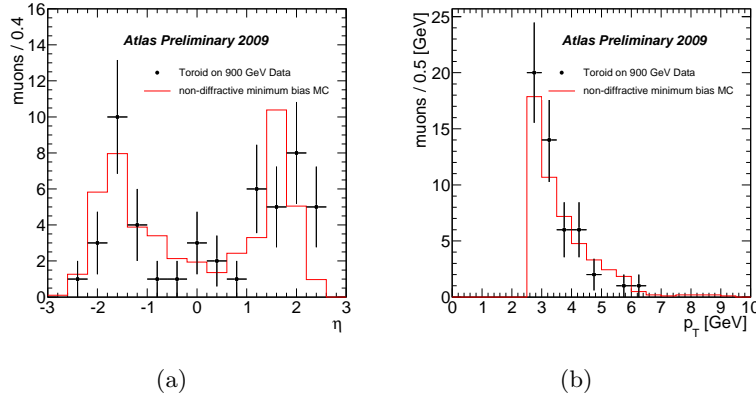 muons / 0.4
16
14
12
10
8
6
4
2
0
Atlas Preliminary 2009
Toroid on 900 GeV Data
non-diffractive minimum bias MC
-3 -2 -1 0 1 2 3
η
(a)
muons / 0.5 [GeV]
25
20
15
10
5
0
Atlas Preliminary 2009
Toroid on 900 GeV Data
non-diffractive minimum bias MC
0 1 2 3 4 5 6 7 8 9 10
p_T [GeV]
(b)